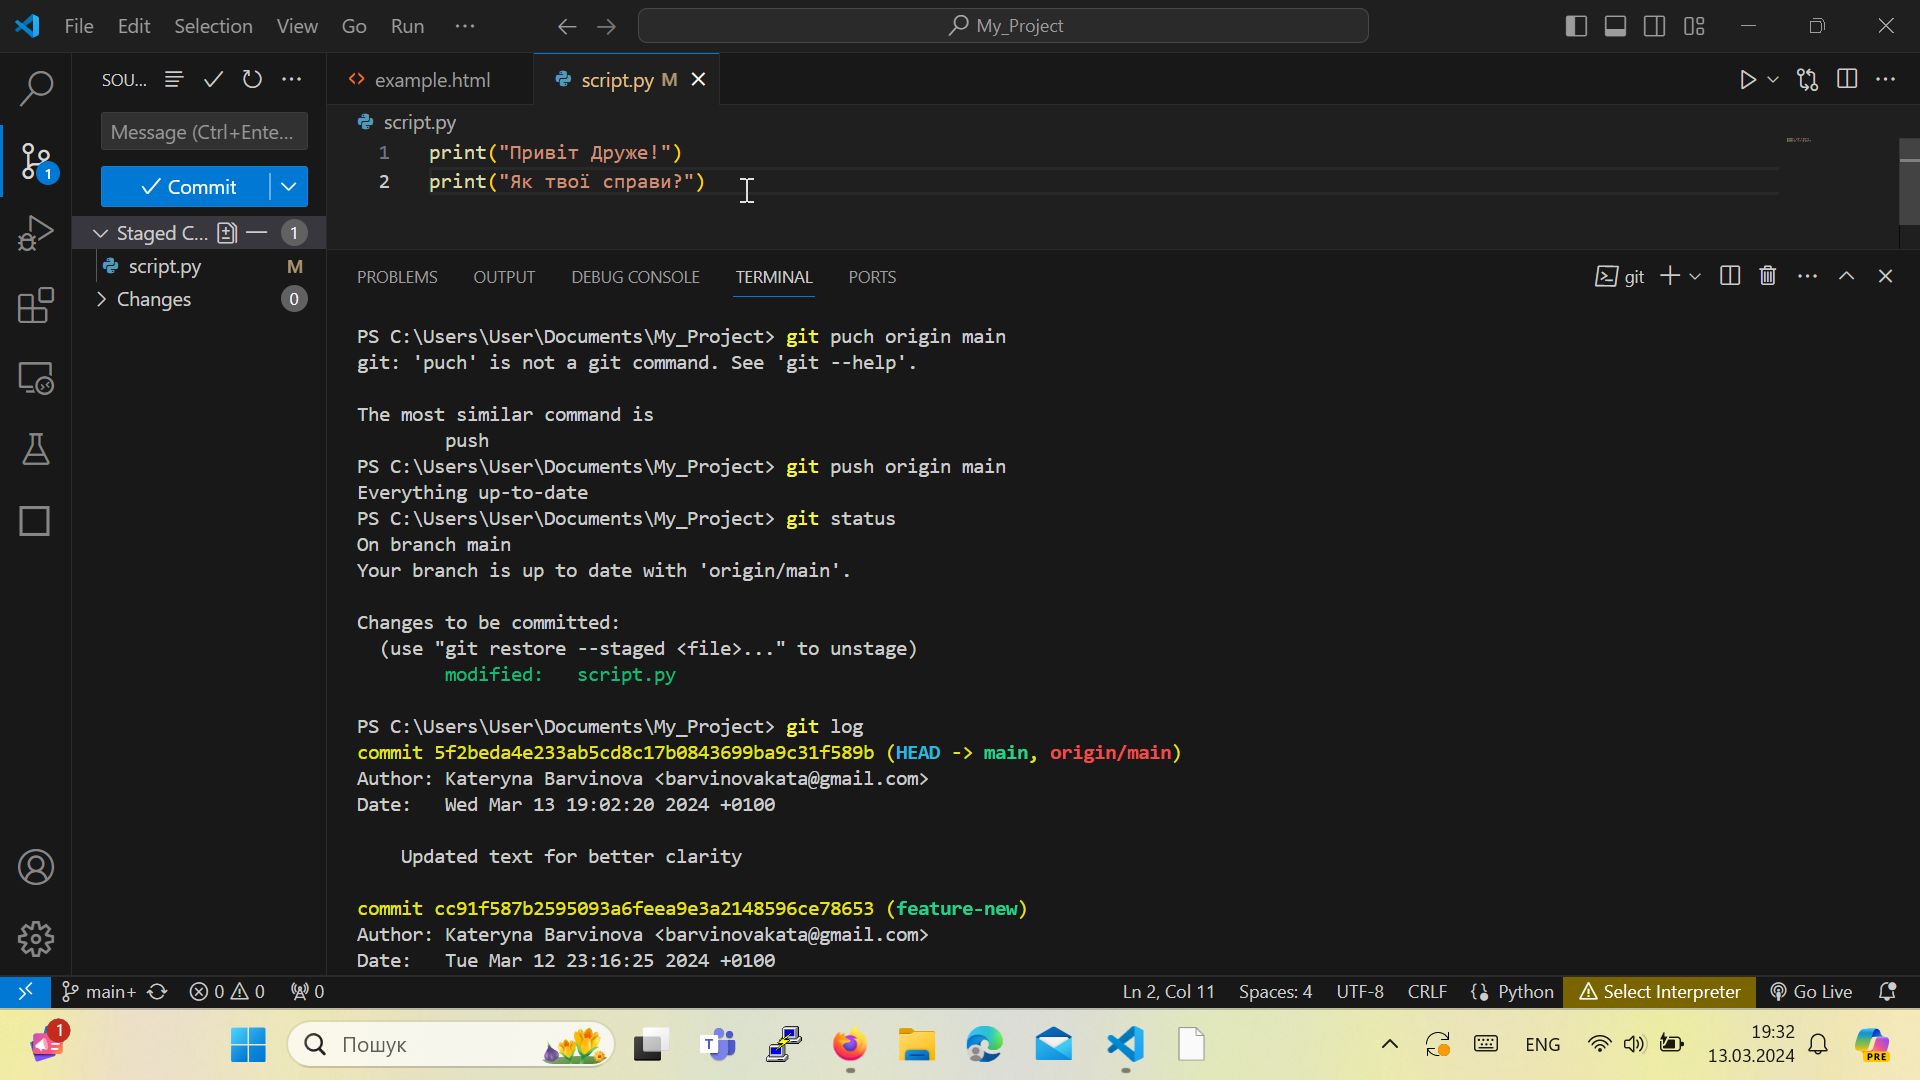 File Edit Selection View Go Run ··· My_Project
SOU... ···
example.html
script.py M
Message (Ctrl+Ente...
script.py
1 print("Привіт Друже!")
2 print("Як твої справи?")
Commit
1
Staged C... 1
script.py M
Changes 0
PROBLEMS OUTPUT DEBUG CONSOLE TERMINAL PORTS git
PS C:\Users\User\Documents\My_Project> git puch origin main
git: 'puch' is not a git command. See 'git --help'.
The most similar command is
push
PS C:\Users\User\Documents\My_Project> git push origin main
Everything up-to-date
PS C:\Users\User\Documents\My_Project> git status
On branch main
Your branch is up to date with 'origin/main'.
Changes to be committed:
(use "git restore --staged <file>..." to unstage)
modified: script.py
PS C:\Users\User\Documents\My_Project> git log
commit 5f2beda4e233ab5cd8c17b0843699ba9c31f589b (HEAD -> main, origin/main)
Author: Kateryna Barvinova <barvinovakata@gmail.com>
Date: Wed Mar 13 19:02:20 2024 +0100
Updated text for better clarity
commit cc91f587b2595093a6feea9e3a2148596ce78653 (feature-new)
Author: Kateryna Barvinova <barvinovakata@gmail.com>
Date: Tue Mar 12 23:16:25 2024 +0100
main+ 0 0 0 Ln 2, Col 11 Spaces: 4 UTF-8 CRLF Python Select Interpreter Go Live
1 Пошук ENG 19:32
13.03.2024
PRE